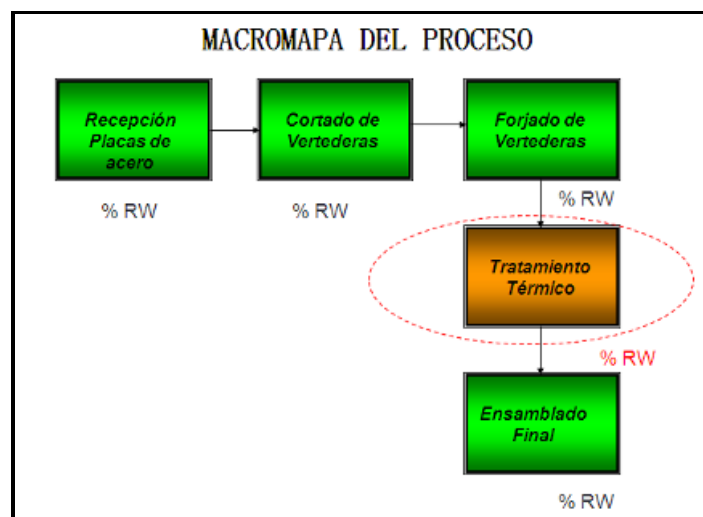 MACROMAPA DEL PROCESO
Recepción
Placas de
acero
Cortado de
Vertederas
Forjado de
Vertederas
% RW
% RW
% RW
Tratamiento
Térmico
% RW
Ensamblado
Final
% RW